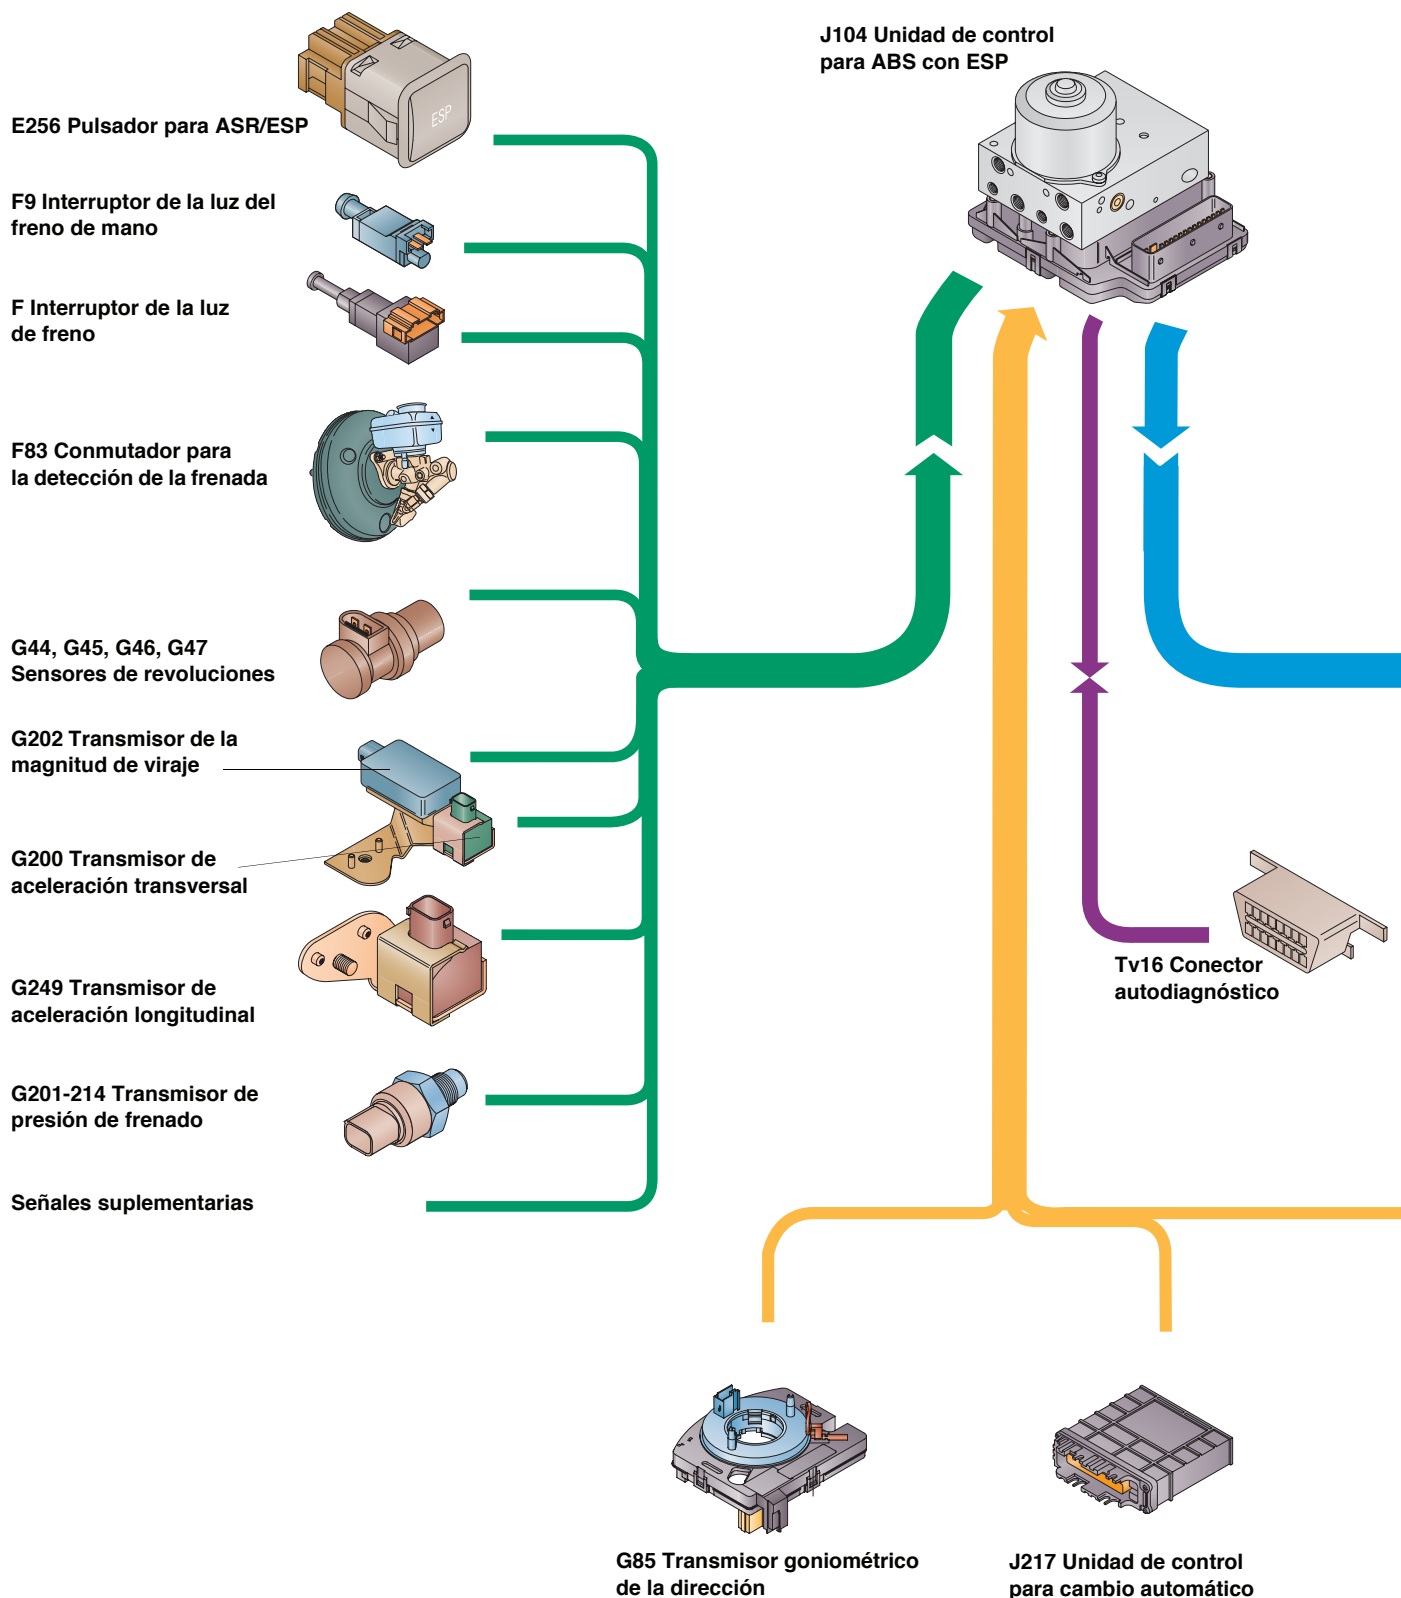 J104 Unidad de control
para ABS con ESP
ESP
E256 Pulsador para ASR/ESP
F9 Interruptor de la luz del
freno de mano
F Interruptor de la luz
de freno
F83 Conmutador para
la detección de la frenada
G44, G45, G46, G47
Sensores de revoluciones
G202 Transmisor de la
magnitud de viraje
G200 Transmisor de
aceleración transversal
G249 Transmisor de
aceleración longitudinal
Tv16 Conector
autodiagnóstico
G201-214 Transmisor de
presión de frenado
Señales suplementarias
G85 Transmisor goniométrico
de la dirección
J217 Unidad de control
para cambio automático